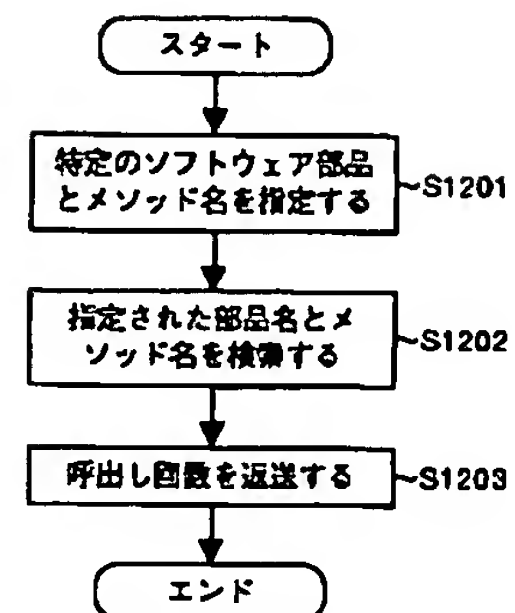 スタート
特定のソフトウェア部品
とメソッド名を指定する
~S1201
指定された部品名とメ
ソッド名を検索する
~S1202
呼出し回数を返送する
~S1203
エンド